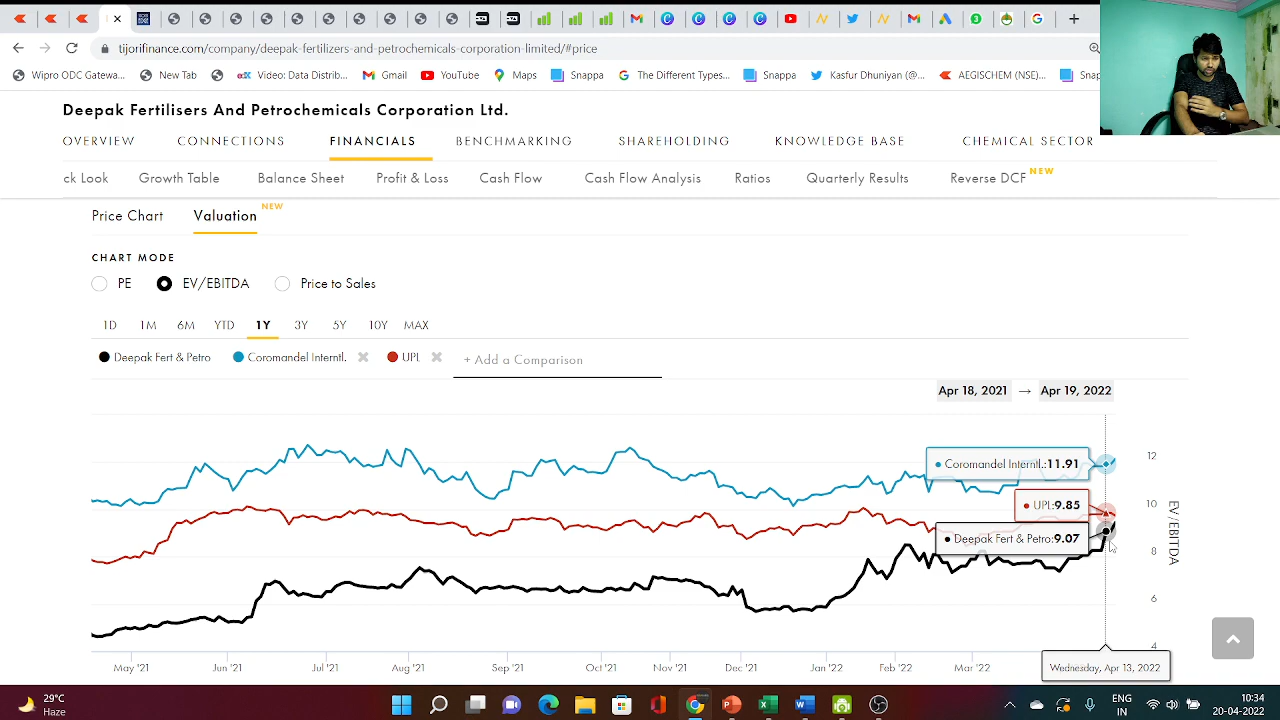 tijorifinance.com/company/deepak-fertilizers-and-petrochemicals-corporation-limited/#price
Wipro ODC Gatewa... New Tab Video: Data Distrib... Gmail YouTube Maps Snappa The Different Types... Snappa Kasfur Dhuniyan (@... AEGISCHEM (NSE)... Snap
Deepak Fertilisers And Petrochemicals Corporation Ltd.
OVERVIEW CONNECTIONS FINANCIALS BENCHMARKING SHAREHOLDING KNOWLEDGE BASE CHEMICAL SECTOR
ck Look Growth Table Balance Sheet Profit & Loss Cash Flow Cash Flow Analysis Ratios Quarterly Results Reverse DCF NEW
Price Chart Valuation NEW
CHART MODE
PE EV/EBITDA Price to Sales
1D 1M 6M YTD 1Y 3Y 5Y 10Y MAX
Deepak Fert & Petro Coromandel Interntl. UPL + Add a Comparison
Apr 18, 2021 → Apr 19, 2022
12
Coromandel Interntl.:11.91
10
UPL:9.85
Deepak Fert & Petro:9.07
8
EV/EBITDA
6
4
May '21 Jun '21 Jul '21 Aug '21 Sep '21 Oct '21 Nov '21 Dec '21 Jan '22 Feb '22 Mar '22 Wednesday, Apr 13, 2022
29°C
Haze
ENG
IN
10:34
20-04-2022